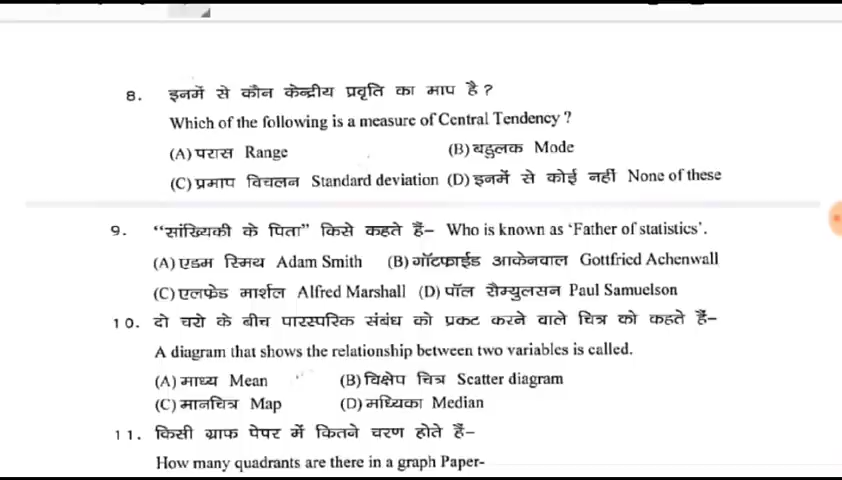 8. इनमें से कौन केन्द्रीय प्रवृति का माप है ?
Which of the following is a measure of Central Tendency ?
(A) परास Range (B) बहुलक Mode
(C) प्रमाप विचलन Standard deviation (D) इनमें से कोई नहीं None of these
9. “सांख्यिकी के पिता” किसे कहते हैं– Who is known as ‘Father of statistics’.
(A) एडम स्मिथ Adam Smith (B) गॉटफ्राईड आकेनवाल Gottfried Achenwall
(C) एलफ्रेड मार्शल Alfred Marshall (D) पॉल सैम्युलसन Paul Samuelson
10. दो चरो के बीच पारस्परिक संबंध को प्रकट करने वाले चित्र को कहते हैं–
A diagram that shows the relationship between two variables is called.
(A) माध्य Mean (B) विक्षेप चित्र Scatter diagram
(C) मानचित्र Map (D) मध्यिका Median
11. किसी ग्राफ पेपर में कितने चरण होते हैं–
How many quadrants are there in a graph Paper-